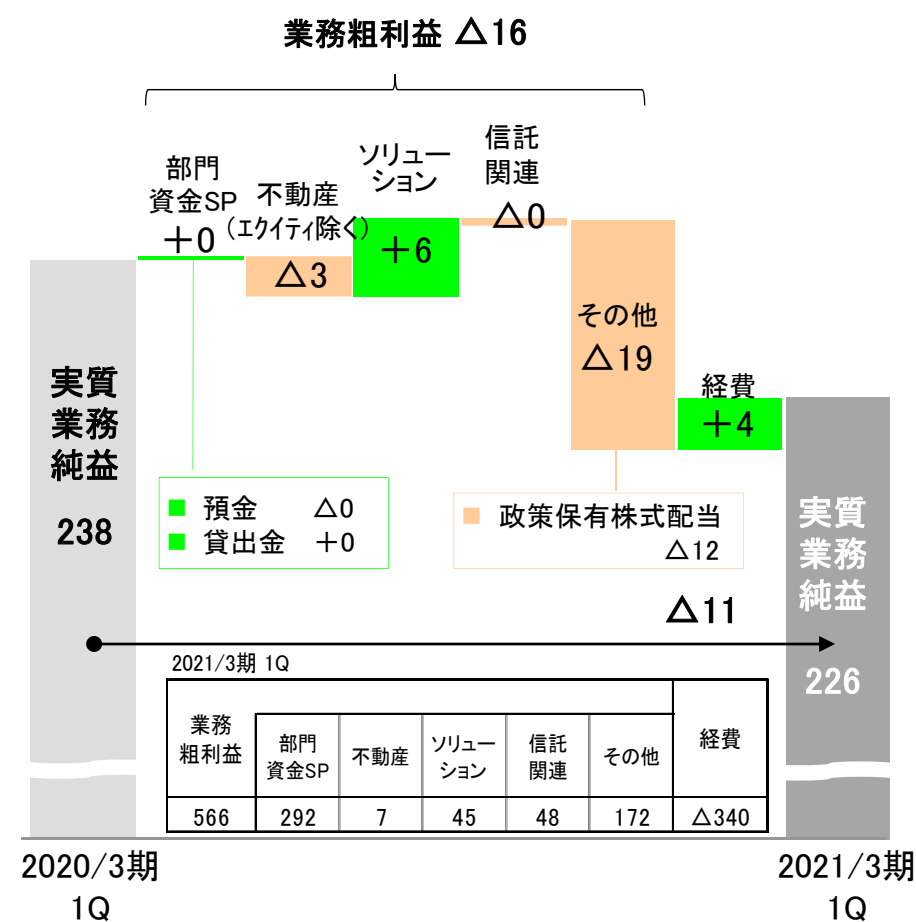 業務粗利益 △16
部門
資金SP
＋0
不動産
（エクイティ除く）
△3
ソリュー
ション
＋6
信託
関連
△0
その他
△19
経費
＋4
実質
業務
純益
238
預金 △0
貸出金 ＋0
政策保有株式配当
△12
△11
実質
業務
純益
226
2021/3期 1Q
業務
粗利益
部門
資金SP
不動産
ソリュー
ション
信託
関連
その他
経費
566 292 7 45 48 172 △340
2020/3期
1Q
2021/3期
1Q